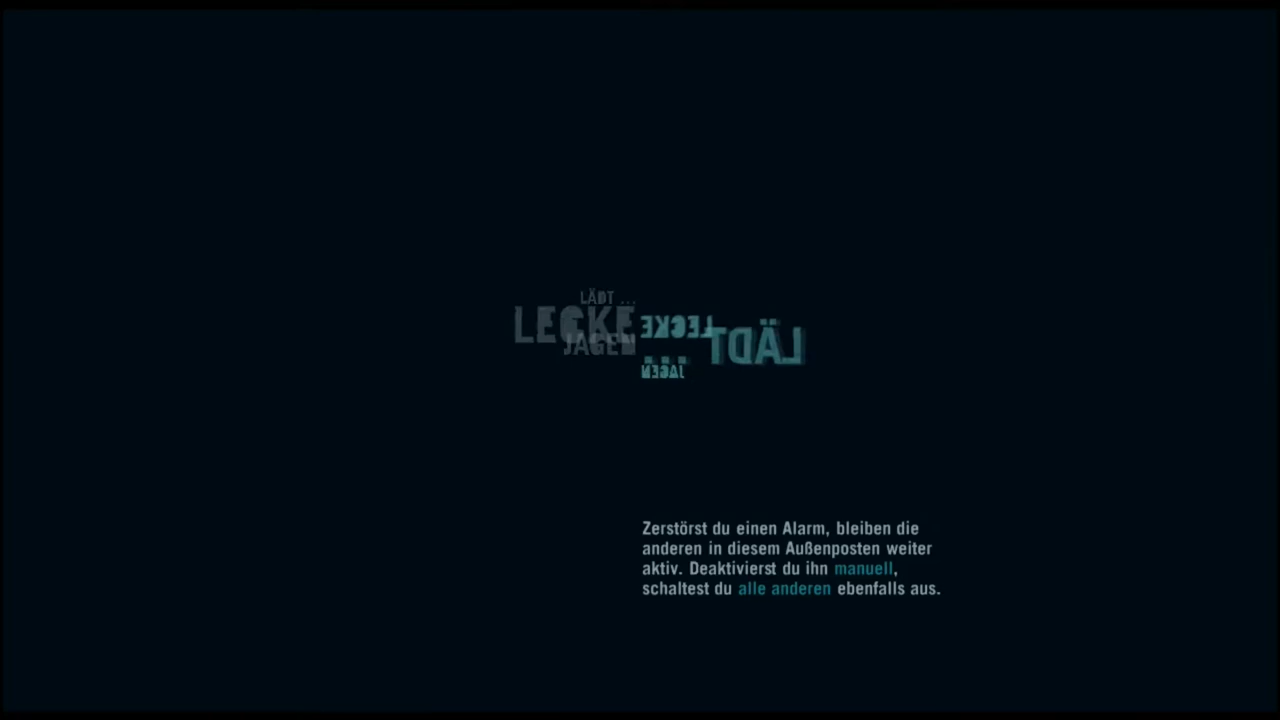 LÄDT ...
LECKE
JAGEN
LECKE
LÄDT
...
JAGEN
Zerstörst du einen Alarm, bleiben die
anderen in diesem Außenposten weiter
aktiv. Deaktivierst du ihn manuell,
schaltest du alle anderen ebenfalls aus.